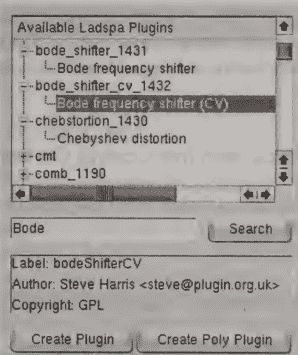 Available Ladspa Plugins
bode_shifter_1431
Bode frequency shifter
bode_shifter_cv_1432
Bode frequency shifter (CV)
chebstortion_1430
Chebyshev distortion
cmt
comb_1190
Bode
Search
Label: bodeShifterCV
Author: Steve Harris <steve@plugin.org.uk>
Copyright: GPL
Create Plugin
Create Poly Plugin